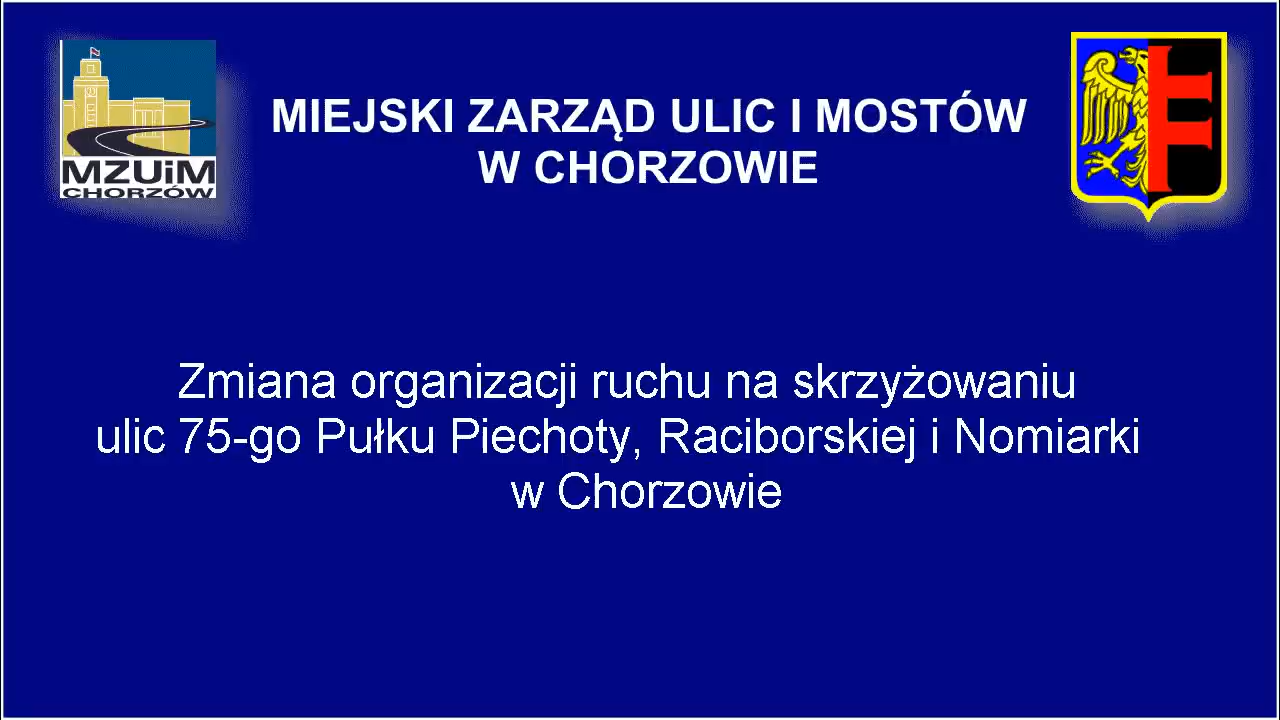 MZUiM
CHORZÓW
MIEJSKI ZARZĄD ULIC I MOSTÓW
W CHORZOWIE
Zmiana organizacji ruchu na skrzyżowaniu
ulic 75-go Pułku Piechoty, Raciborskiej i Nomiarki
w Chorzowie